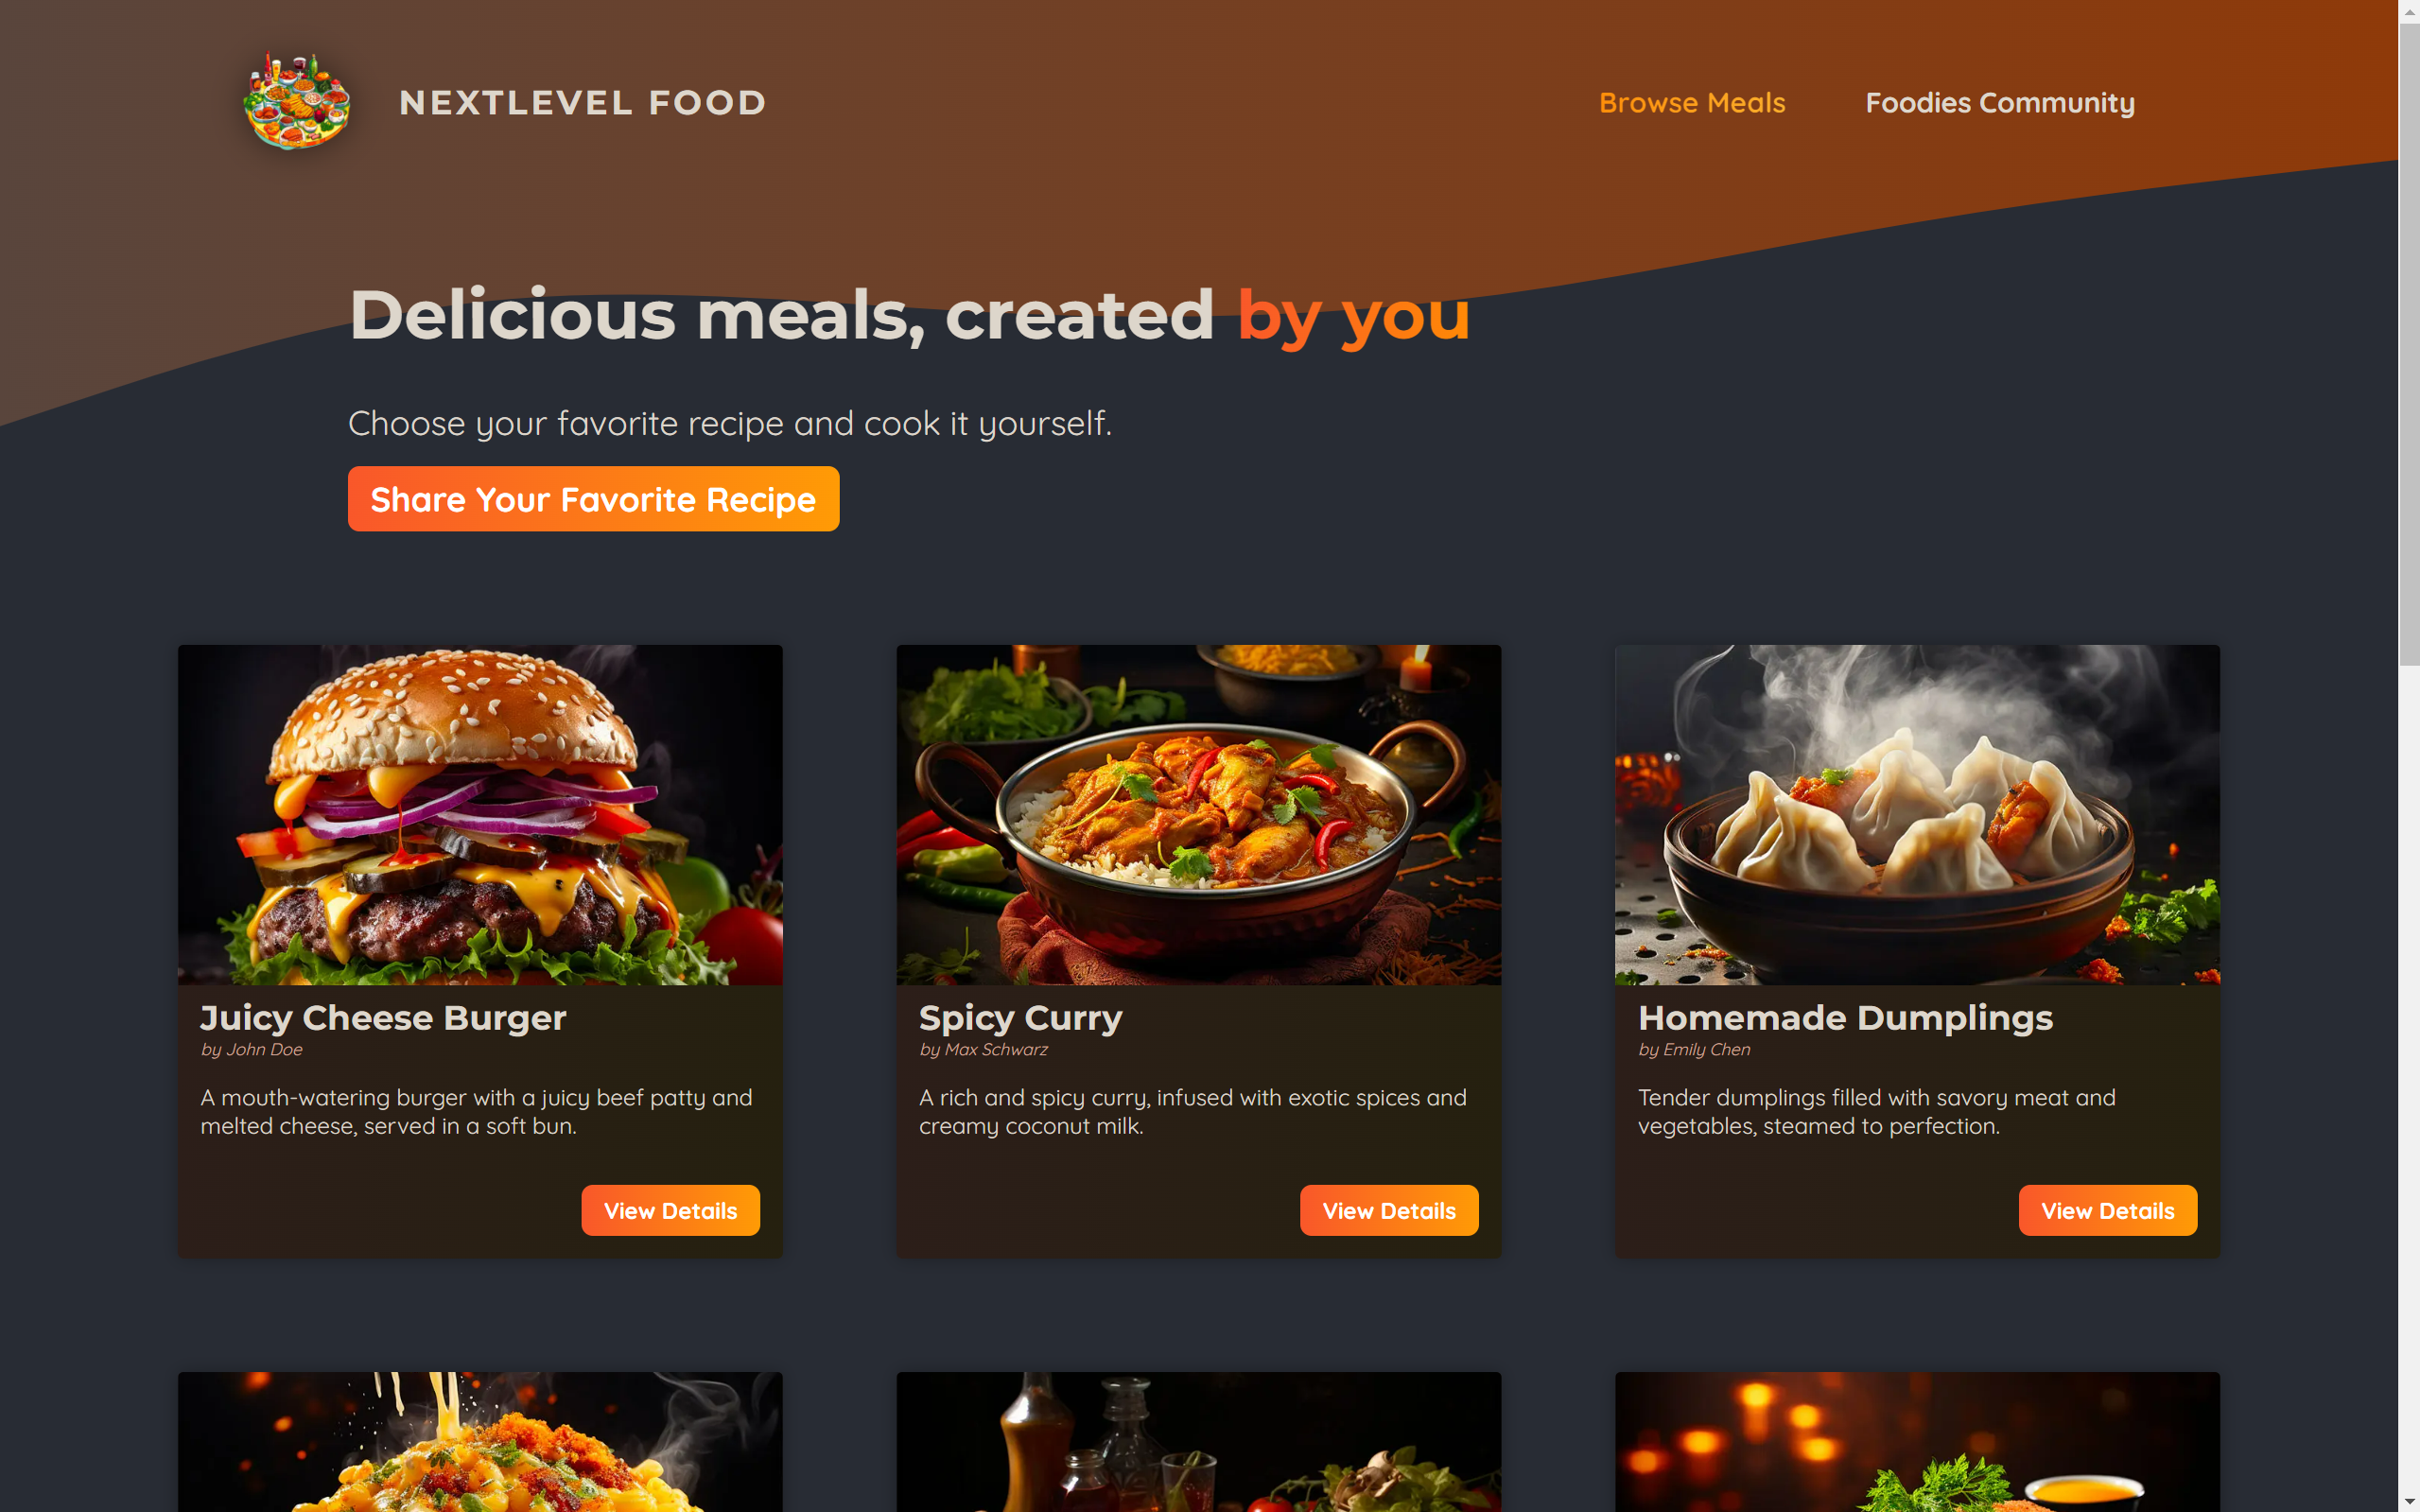 NEXTLEVEL FOOD
Browse Meals
Foodies Community
Delicious meals, created by you
Choose your favorite recipe and cook it yourself.
Share Your Favorite Recipe
Juicy Cheese Burger
by John Doe
A mouth-watering burger with a juicy beef patty and
melted cheese, served in a soft bun.
View Details
Spicy Curry
by Max Schwarz
A rich and spicy curry, infused with exotic spices and
creamy coconut milk.
View Details
Homemade Dumplings
by Emily Chen
Tender dumplings filled with savory meat and
vegetables, steamed to perfection.
View Details